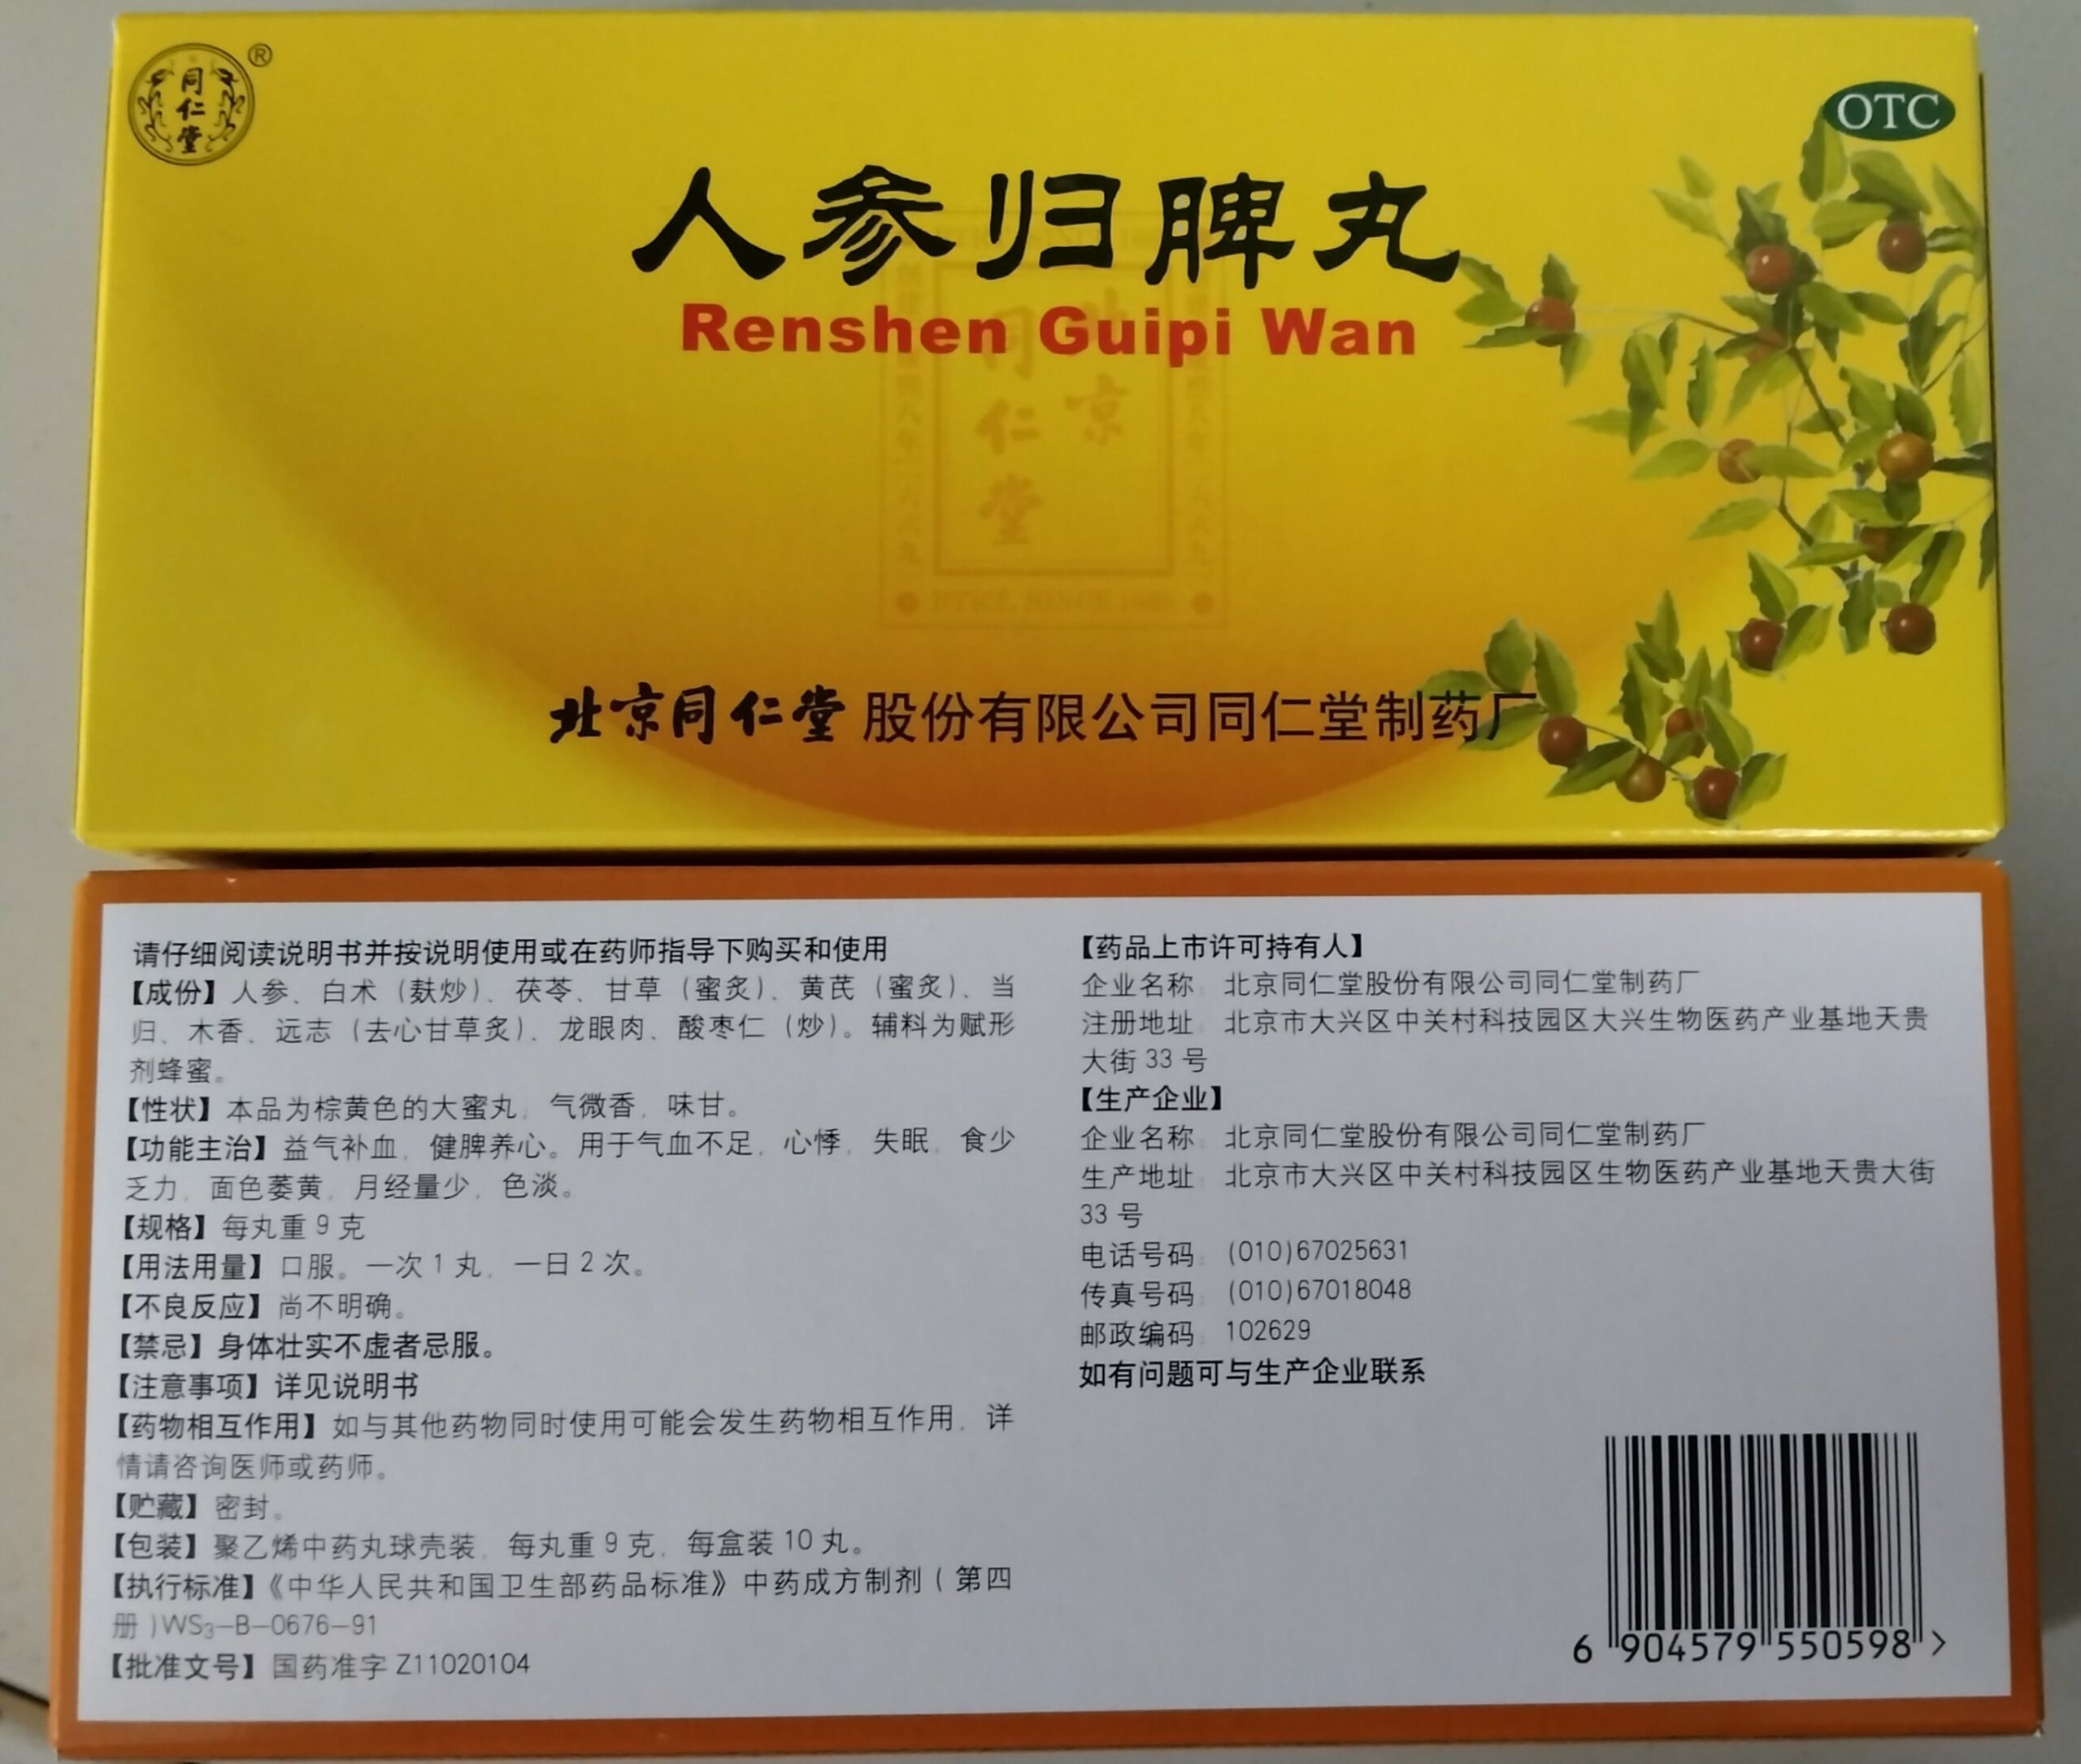 同仁堂®
OTC
人参归脾丸
Renshen Guipi Wan
北京
同仁堂
北京同仁堂股份有限公司同仁堂制药厂
请仔细阅读说明书并按说明使用或在药师指导下购买和使用
【成份】人参、白术（麸炒）、茯苓、甘草（蜜炙）、黄芪（蜜炙）、当
归、木香、远志（去心甘草炙）、龙眼肉、酸枣仁（炒）。辅料为赋形
剂蜂蜜。
【性状】本品为棕黄色的大蜜丸，气微香，味甘。
【功能主治】益气补血，健脾养心。用于气血不足，心悸，失眠，食少
乏力，面色萎黄，月经量少，色淡。
【规格】每丸重 9 克
【用法用量】口服。一次 1 丸，一日 2 次。
【不良反应】尚不明确。
【禁忌】身体壮实不虚者忌服。
【注意事项】详见说明书
【药物相互作用】如与其他药物同时使用可能会发生药物相互作用，详
情请咨询医师或药师。
【贮藏】密封。
【包装】聚乙烯中药丸球壳装，每丸重 9 克，每盒装 10 丸。
【执行标准】《中华人民共和国卫生部药品标准》中药成方制剂（第四
册）WS₃-B-0676-91
【批准文号】国药准字 Z11020104
【药品上市许可持有人】
企业名称：北京同仁堂股份有限公司同仁堂制药厂
注册地址：北京市大兴区中关村科技园区大兴生物医药产业基地天贵
大街 33 号
【生产企业】
企业名称：北京同仁堂股份有限公司同仁堂制药厂
生产地址：北京市大兴区中关村科技园区生物医药产业基地天贵大街
33 号
电话号码：(010)67025631
传真号码：(010)67018048
邮政编码：102629
如有问题可与生产企业联系
6 904579 550598 >